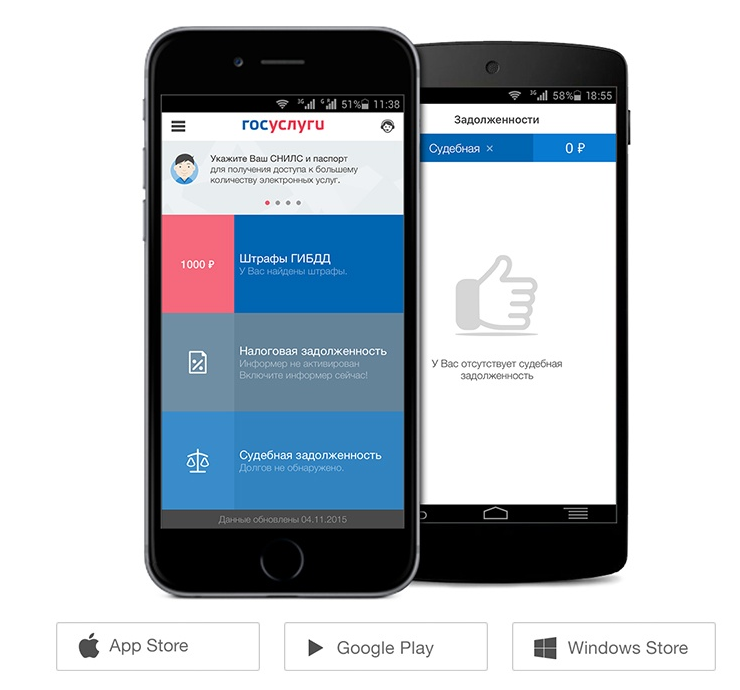 3G G 51% 11:38
госуслуги
Укажите Ваш СНИЛС и паспорт
для получения доступа к большему
количеству электронных услуг.
1000 ₽
Штрафы ГИБДД
У Вас найдены штрафы.
Налоговая задолженность
Информер не активирован
Включите информер сейчас!
Судебная задолженность
Долгов не обнаружено.
Данные обновлены 04.11.2015
3G 58% 18:55
Задолженности
Судебная × 0 ₽
У Вас отсутствует судебная
задолженность
App Store
Google Play
Windows Store